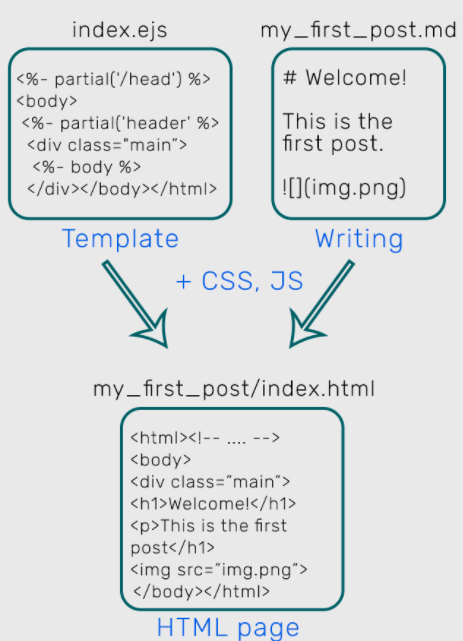 index.ejs
<%- partial('/head') %>
<body>
<%- partial('header' %>
<div class="main">
<%- body %>
</div></body></html>
Template
my_first_post.md
# Welcome!
This is the
first post.
![](img.png)
Writing
+ CSS, JS
my_first_post/index.html
<html><!-- .... -->
<body>
<div class="main">
<h1>Welcome!</h1>
<p>This is the first
post</h1>
<img src="img.png">
</body></html>
HTML page